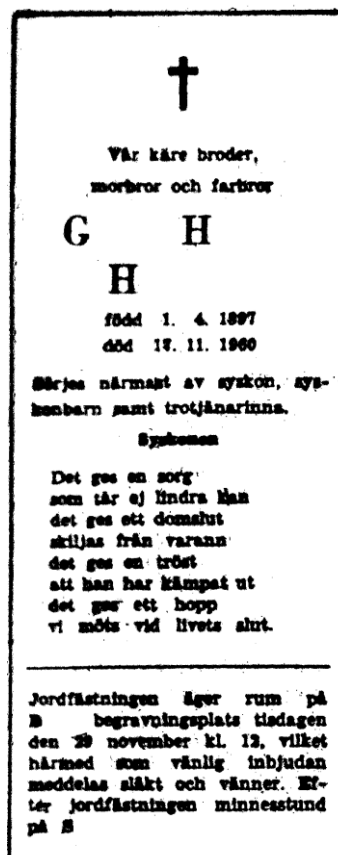 Vår käre broder,
morbror och farbror
G H
H
född 1. 4. 1897
död 17. 11. 1960
Sörjes närmast av syskon, sys-
konbarn samt trotjänarinna.
Syskonen
Det ges en sorg
som tår ej lindra kan
det ges ett domslut
skiljas från varann
det ges en tröst
att han har kämpat ut
det ges ett hopp
vi möts vid livets slut.
Jordfästningen äger rum på
B begravningsplats tisdagen
den 29 november kl. 12, vilket
härmed som vänlig inbjudan
meddelas släkt och vänner. Ef-
ter jordfästningen minnesstund
på S